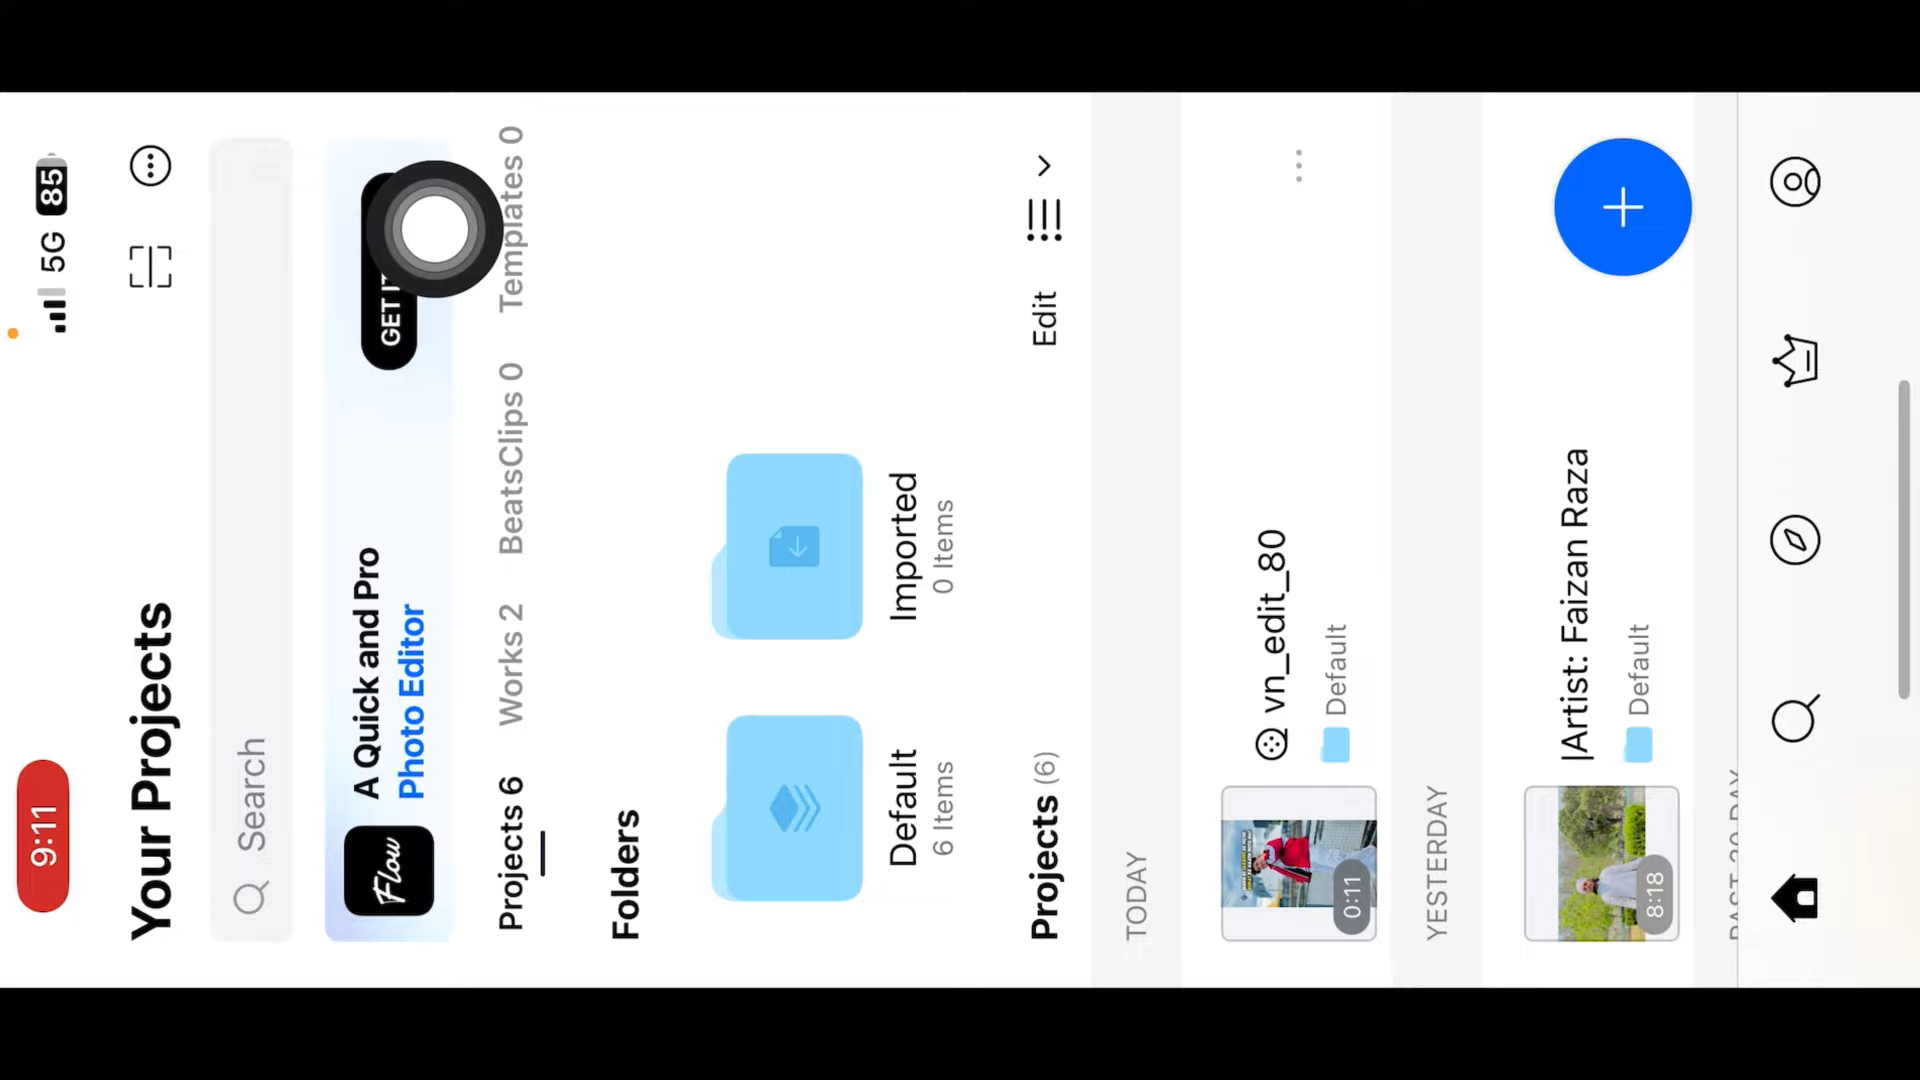 9:11
5G 85
Your Projects
Search
Flow
A Quick and Pro
Photo Editor
GET
Projects 6
Works 2
BeatsClips 0
Templates 0
Folders
Default
6 Items
Imported
0 Items
Projects (6)
Edit
TODAY
0:11
vn_edit_80
Default
YESTERDAY
8:18
|Artist: Faizan Raza
Default